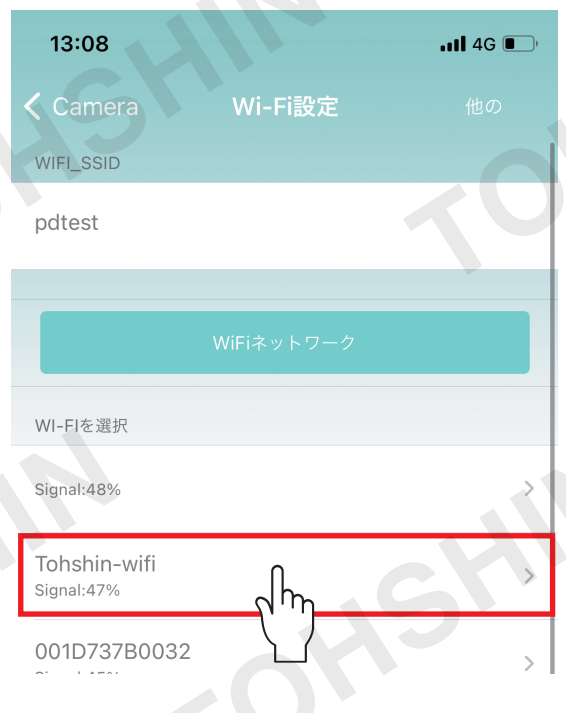 13:08
4G
Camera
Wi-Fi設定
他の
WIFI_SSID
pdtest
WiFiネットワーク
WI-FIを選択
Signal:48%
Tohshin-wifi
Signal:47%
001D737B0032
TOHSHIN
TOHSHIN